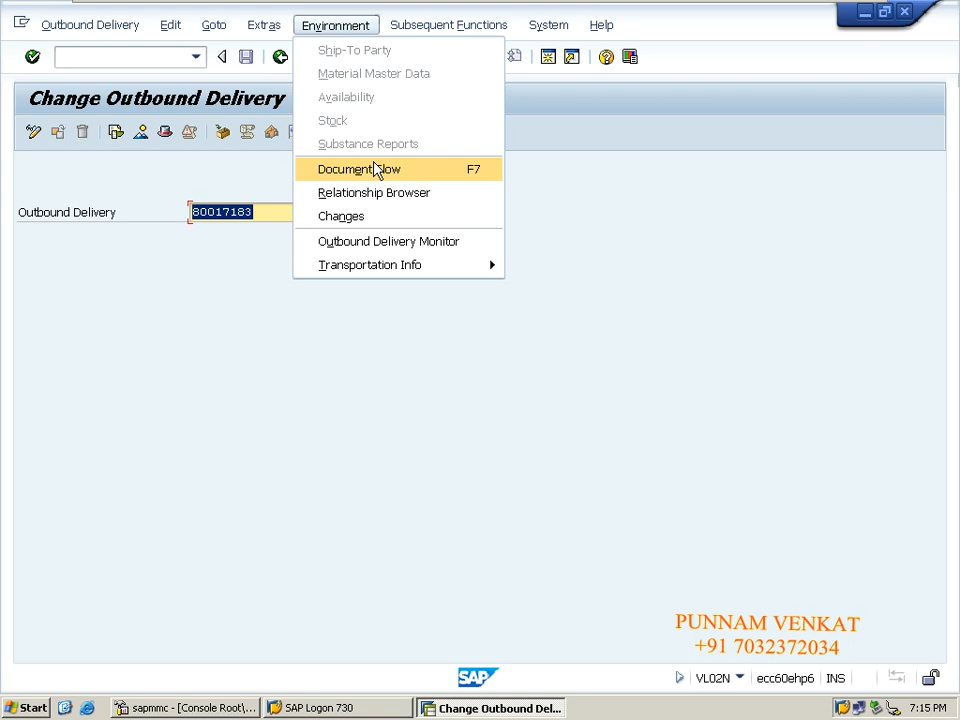 Outbound Delivery Edit Goto Extras Environment Subsequent Functions System Help
Ship-To Party
Material Master Data
Availability
Stock
Substance Reports
Document Flow F7
Relationship Browser
Changes
Outbound Delivery Monitor
Transportation Info
Change Outbound Delivery
Outbound Delivery 80017183
PUNNAM VENKAT
+91 7032372034
SAP
VL02N ecc60ehp6 INS
Start sapmmc - [Console Root\... SAP Logon 730 Change Outbound Del... 7:15 PM